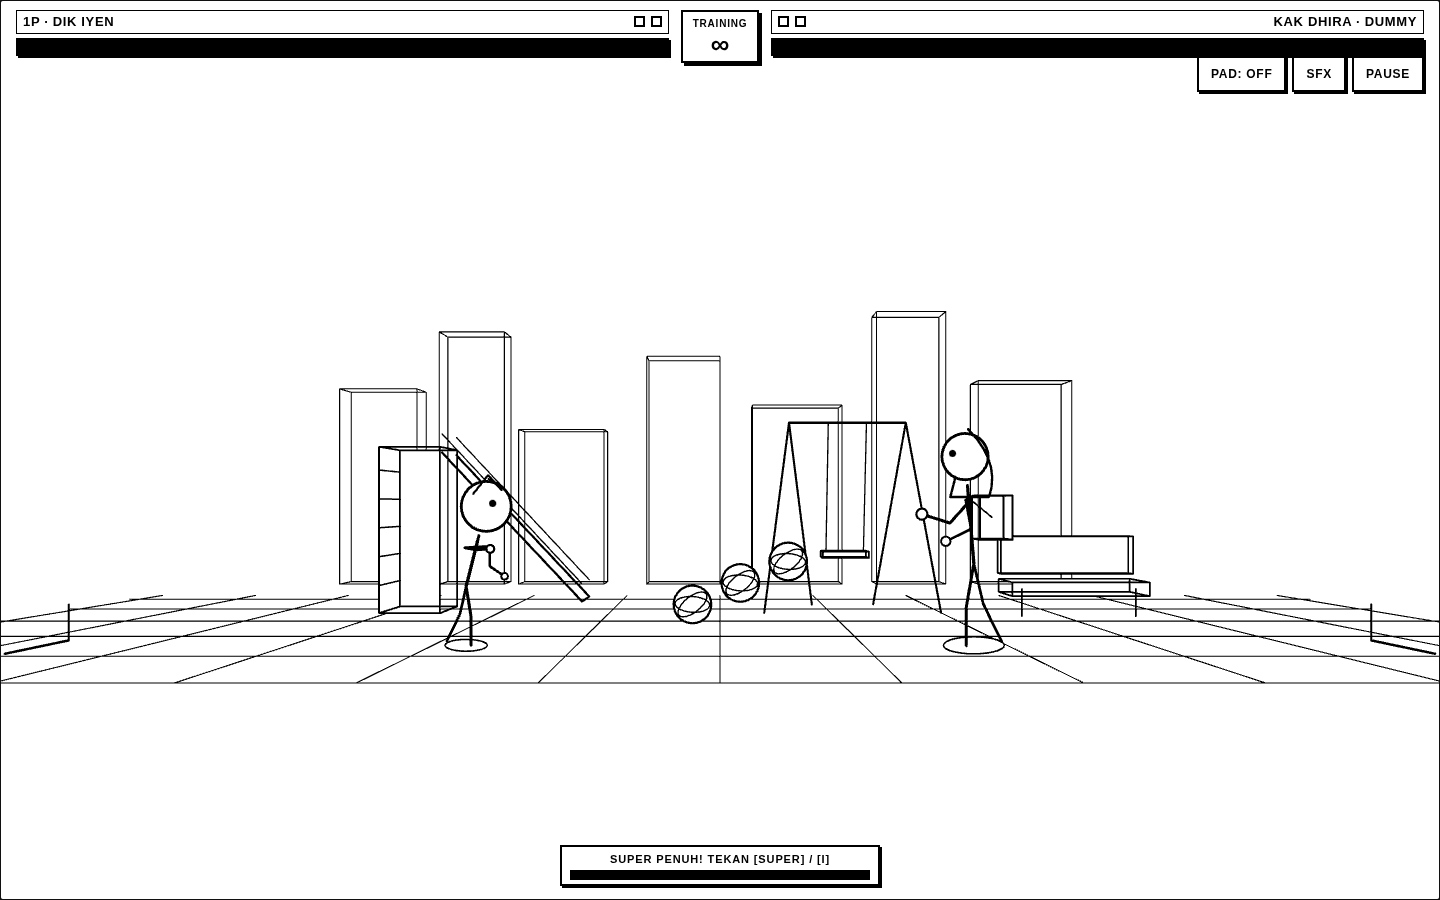 1P · DIK IYEN
TRAINING
∞
KAK DHIRA · DUMMY
PAD: OFF
SFX
PAUSE
SUPER PENUH! TEKAN [SUPER] / [I]